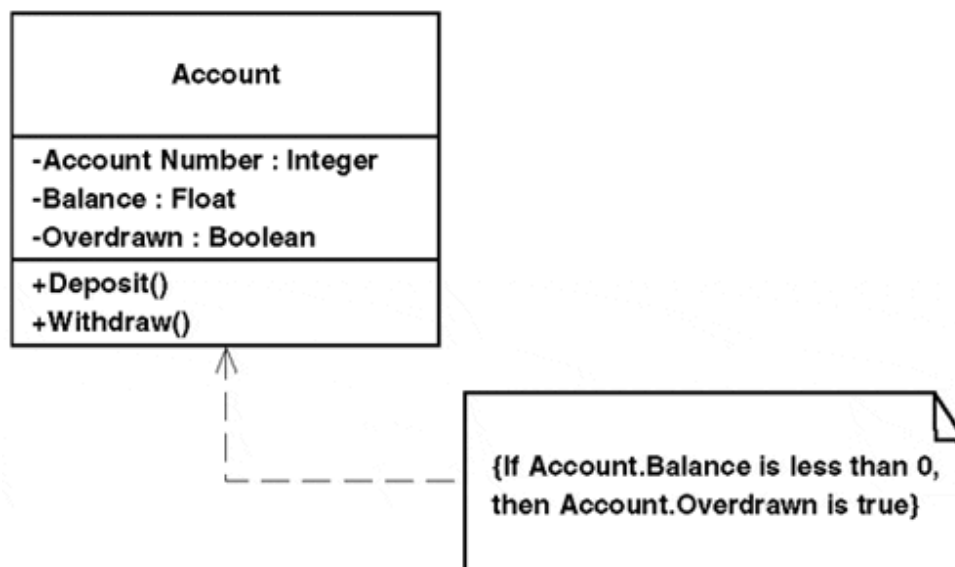 Account
-Account Number : Integer
-Balance : Float
-Overdrawn : Boolean
+Deposit()
+Withdraw()
{If Account.Balance is less than 0,
then Account.Overdrawn is true}